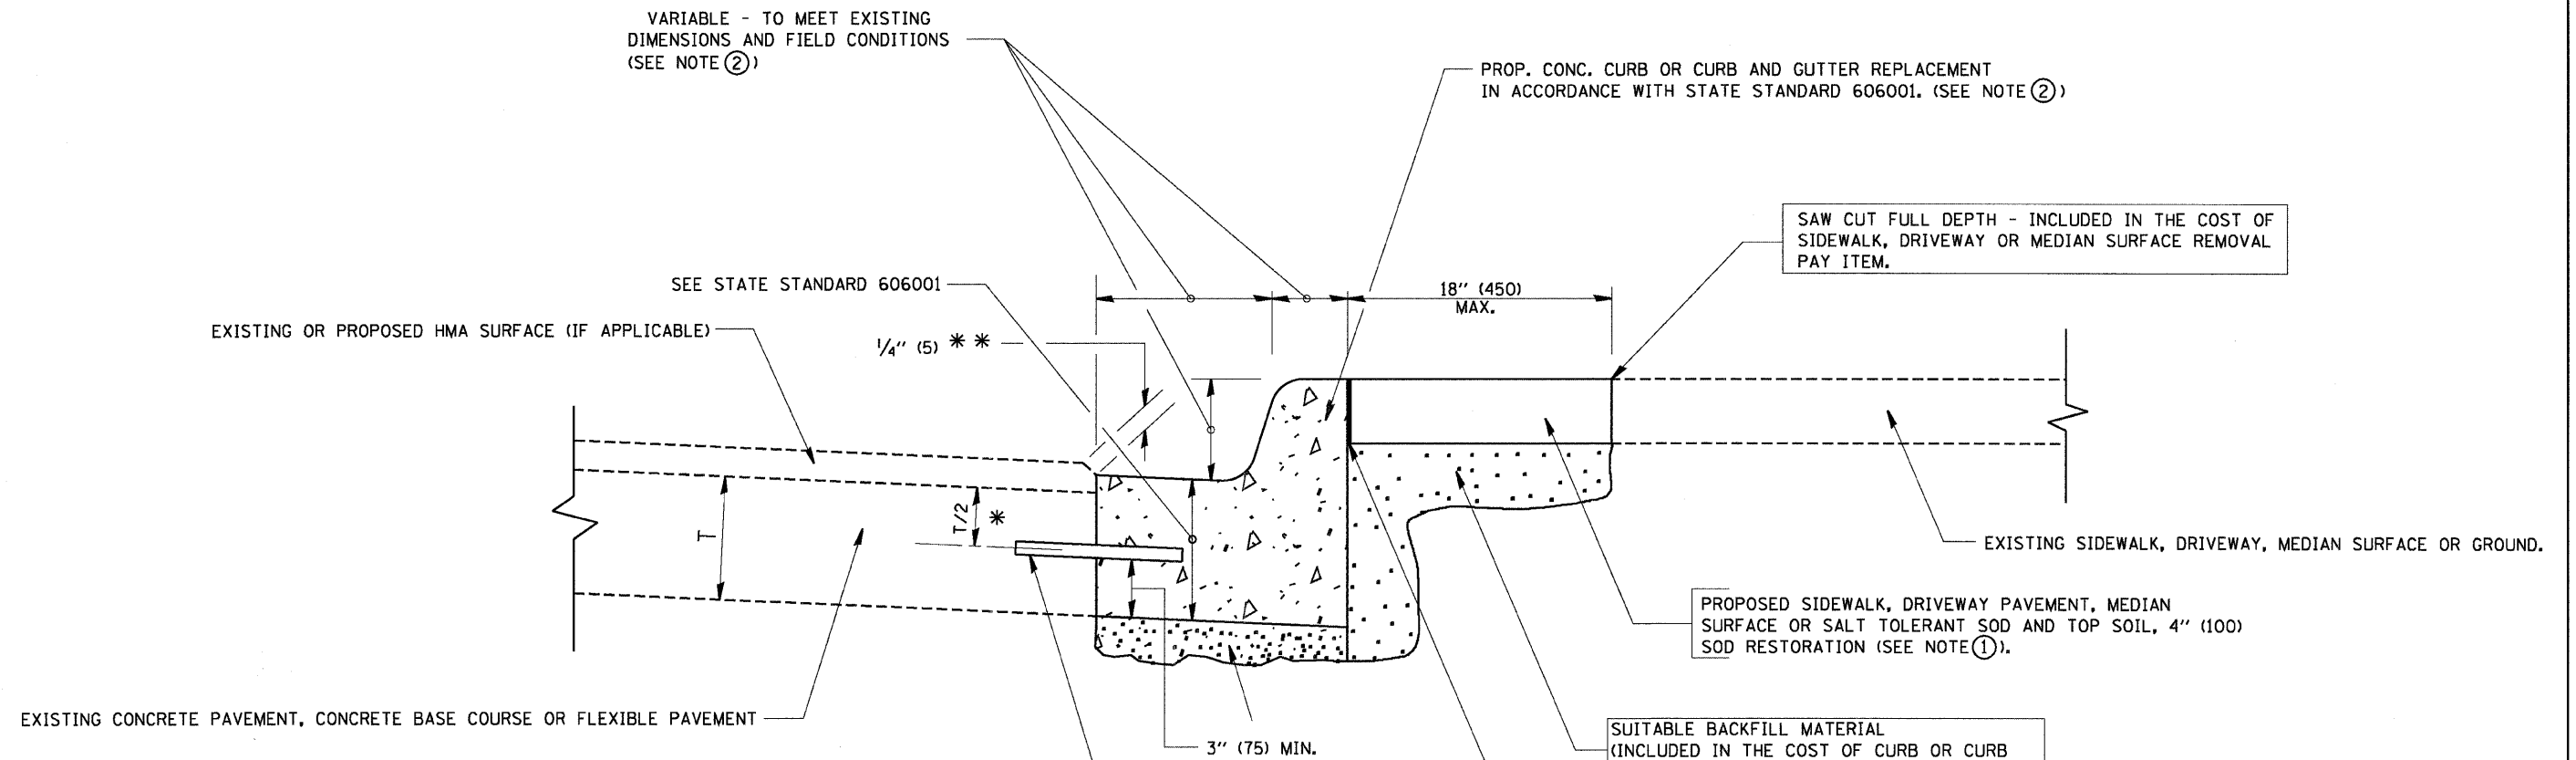 VARIABLE - TO MEET EXISTING
DIMENSIONS AND FIELD CONDITIONS
(SEE NOTE ②)
PROP. CONC. CURB OR CURB AND GUTTER REPLACEMENT
IN ACCORDANCE WITH STATE STANDARD 606001. (SEE NOTE ②)
SAW CUT FULL DEPTH - INCLUDED IN THE COST OF
SIDEWALK, DRIVEWAY OR MEDIAN SURFACE REMOVAL
PAY ITEM.
SEE STATE STANDARD 606001
18" (450)
MAX.
EXISTING OR PROPOSED HMA SURFACE (IF APPLICABLE)
1/4" (5) * *
T
T/2
*
EXISTING SIDEWALK, DRIVEWAY, MEDIAN SURFACE OR GROUND.
PROPOSED SIDEWALK, DRIVEWAY PAVEMENT, MEDIAN
SURFACE OR SALT TOLERANT SOD AND TOP SOIL, 4" (100)
SOD RESTORATION (SEE NOTE ①).
EXISTING CONCRETE PAVEMENT, CONCRETE BASE COURSE OR FLEXIBLE PAVEMENT
3" (75) MIN.
SUITABLE BACKFILL MATERIAL
(INCLUDED IN THE COST OF CURB OR CURB